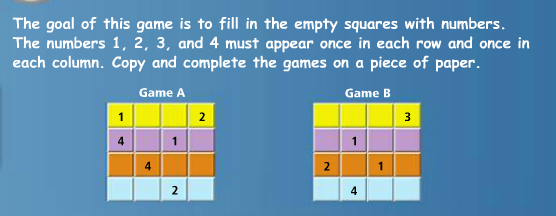 The goal of this game is to fill in the empty squares with numbers.
The numbers 1, 2, 3, and 4 must appear once in each row and once in
each column. Copy and complete the games on a piece of paper.
Game A
1 2
4 1
4
2
Game B
3
1
2 1
4